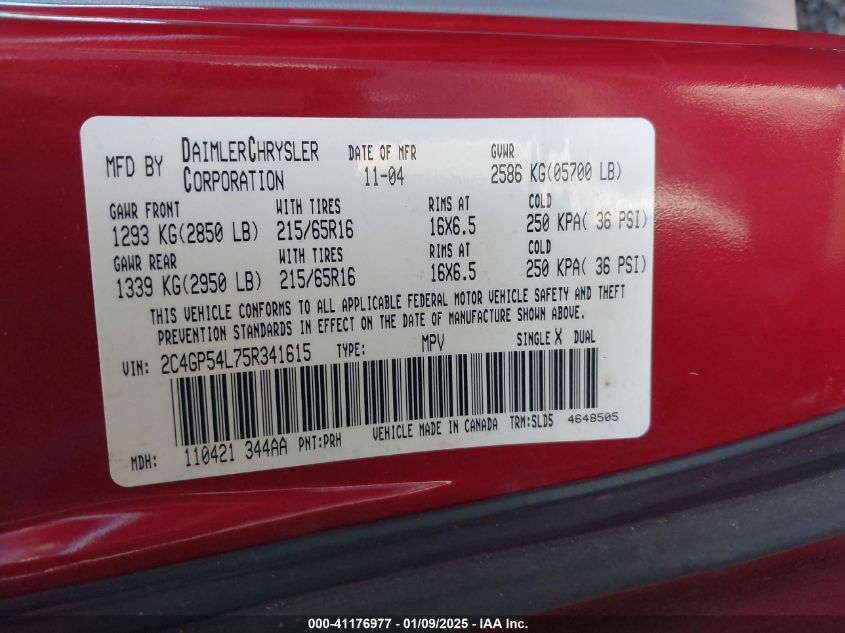 MFD BY DAIMLERCHRYSLER CORPORATION DATE OF MFR 11-04 GVWR 2586 KG(05700 LB)
GAWR FRONT WITH TIRES RIMS AT COLD
1293 KG(2850 LB) 215/65R16 16X6.5 250 KPA( 36 PSI)
GAWR REAR WITH TIRES RIMS AT COLD
1339 KG(2950 LB) 215/65R16 16X6.5 250 KPA( 36 PSI)
THIS VEHICLE CONFORMS TO ALL APPLICABLE FEDERAL MOTOR VEHICLE SAFETY AND THEFT
PREVENTION STANDARDS IN EFFECT ON THE DATE OF MANUFACTURE SHOWN ABOVE.
VIN: 2C4GP54L75R341615 TYPE: MPV SINGLE X DUAL
MDH: 110421 344AA PNT:PRH VEHICLE MADE IN CANADA TRM:SLD5 4648505
000-41176977 - 01/09/2025 - IAA Inc.